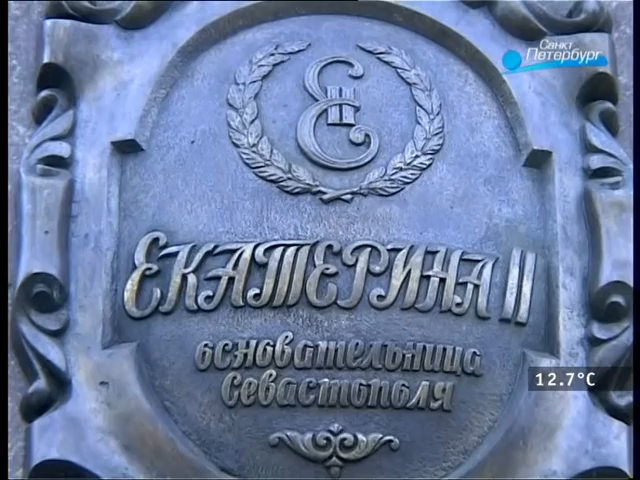 Санкт
Петербург
Е II
ЕКАТЕРИНА II
основательница
Севастополя
12.7°C